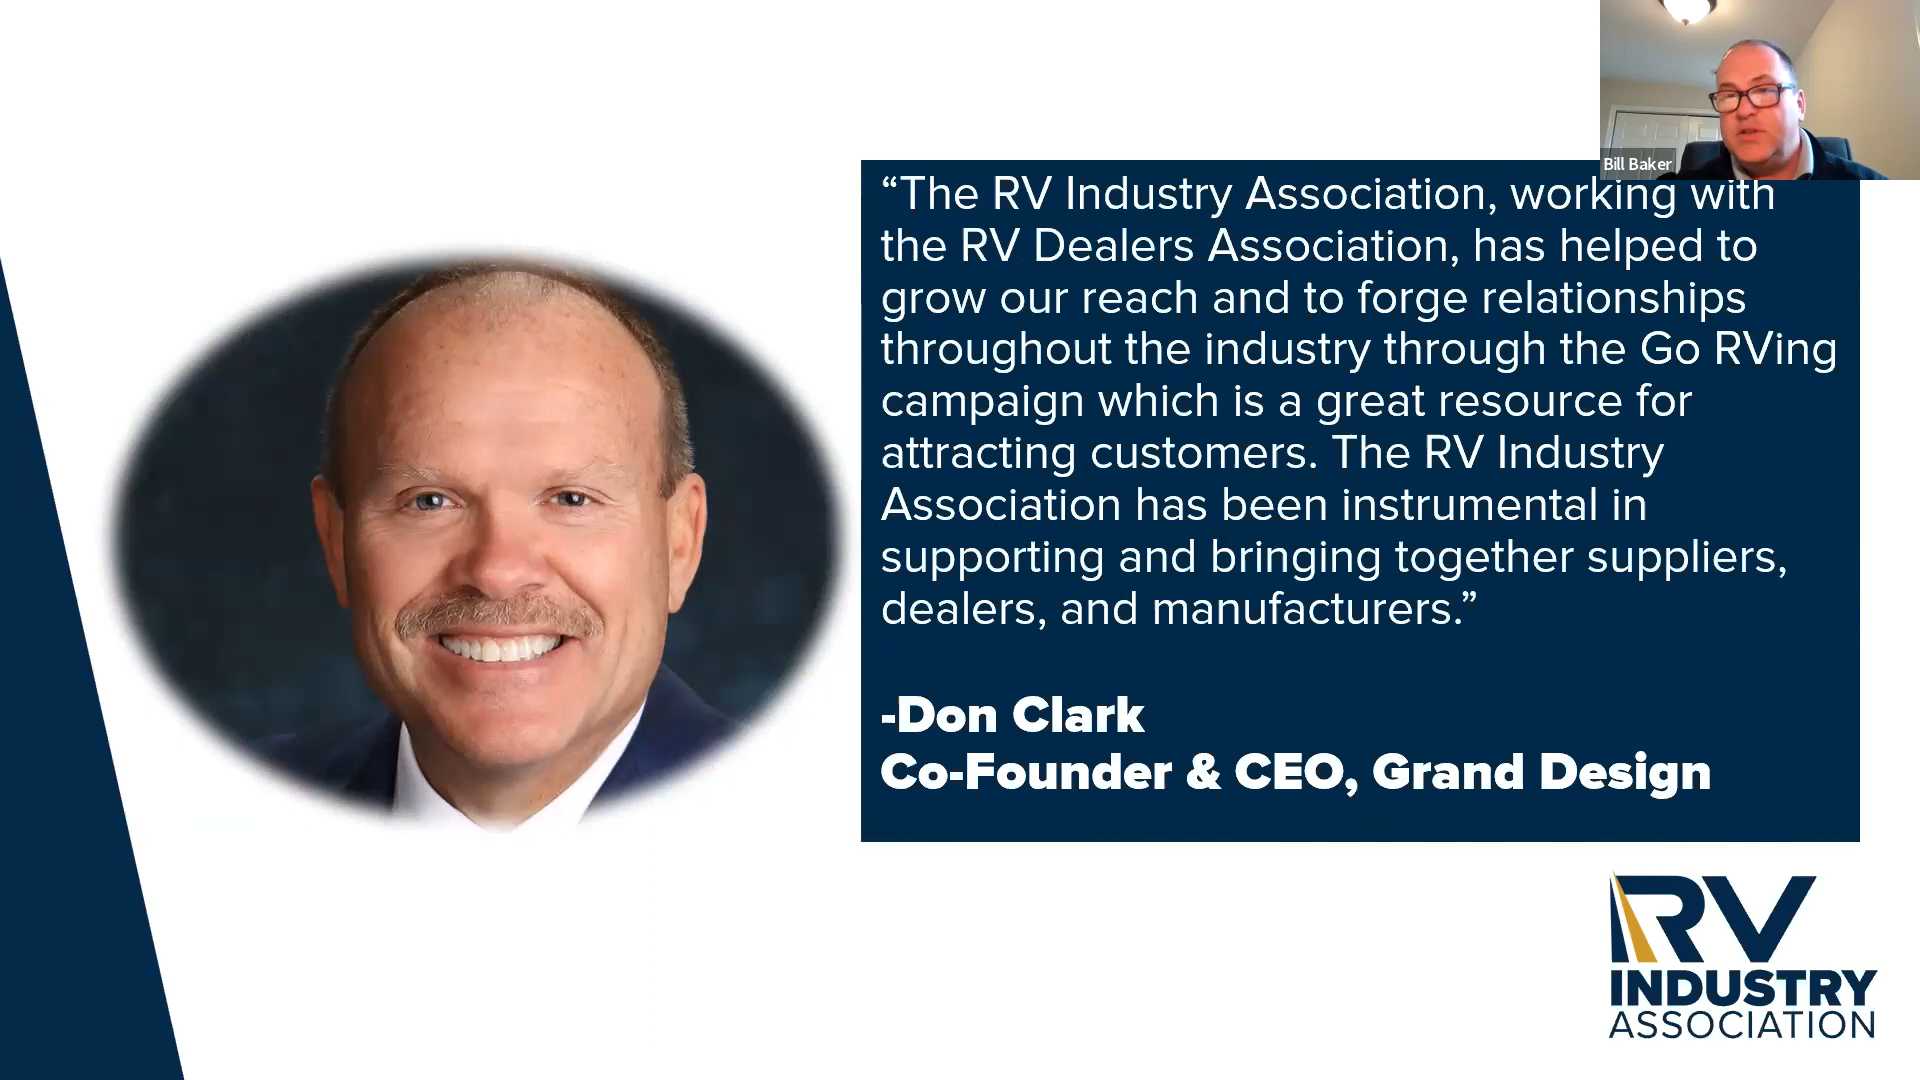 Bill Baker
“The RV Industry Association, working with
the RV Dealers Association, has helped to
grow our reach and to forge relationships
throughout the industry through the Go RVing
campaign which is a great resource for
attracting customers. The RV Industry
Association has been instrumental in
supporting and bringing together suppliers,
dealers, and manufacturers.”
-Don Clark
Co-Founder & CEO, Grand Design
RV
INDUSTRY
ASSOCIATION